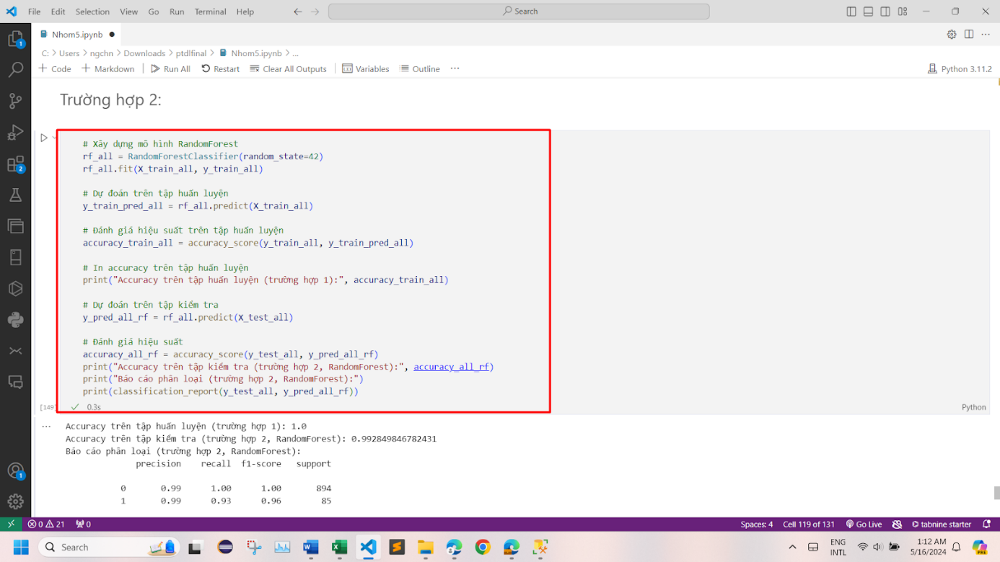 File Edit Selection View Go Run Terminal Help
Search
Nhom5.ipynb
C: > Users > ngchn > Downloads > ptdlfinal > Nhom5.ipynb > ...
+ Code + Markdown Run All Restart Clear All Outputs Variables Outline ... Python 3.11.2
Trường hợp 2:
# Xây dựng mô hình RandomForest
rf_all = RandomForestClassifier(random_state=42)
rf_all.fit(X_train_all, y_train_all)
# Dự đoán trên tập huấn luyện
y_train_pred_all = rf_all.predict(X_train_all)
# Đánh giá hiệu suất trên tập huấn luyện
accuracy_train_all = accuracy_score(y_train_all, y_train_pred_all)
# In accuracy trên tập huấn luyện
print("Accuracy trên tập huấn luyện (trường hợp 1):", accuracy_train_all)
# Dự đoán trên tập kiểm tra
y_pred_all_rf = rf_all.predict(X_test_all)
# Đánh giá hiệu suất
accuracy_all_rf = accuracy_score(y_test_all, y_pred_all_rf)
print("Accuracy trên tập kiểm tra (trường hợp 2, RandomForest):", accuracy_all_rf)
print("Báo cáo phân loại (trường hợp 2, RandomForest):")
print(classification_report(y_test_all, y_pred_all_rf))
[149] 0.3s Python
... Accuracy trên tập huấn luyện (trường hợp 1): 1.0
Accuracy trên tập kiểm tra (trường hợp 2, RandomForest): 0.992849846782431
Báo cáo phân loại (trường hợp 2, RandomForest):
precision recall f1-score support
0 0.99 1.00 1.00 894
1 0.99 0.93 0.96 85
0 21 0 Spaces: 4 Cell 119 of 131 Go Live tabnine starter
Search ENG INTL 1:12 AM 5/16/2024